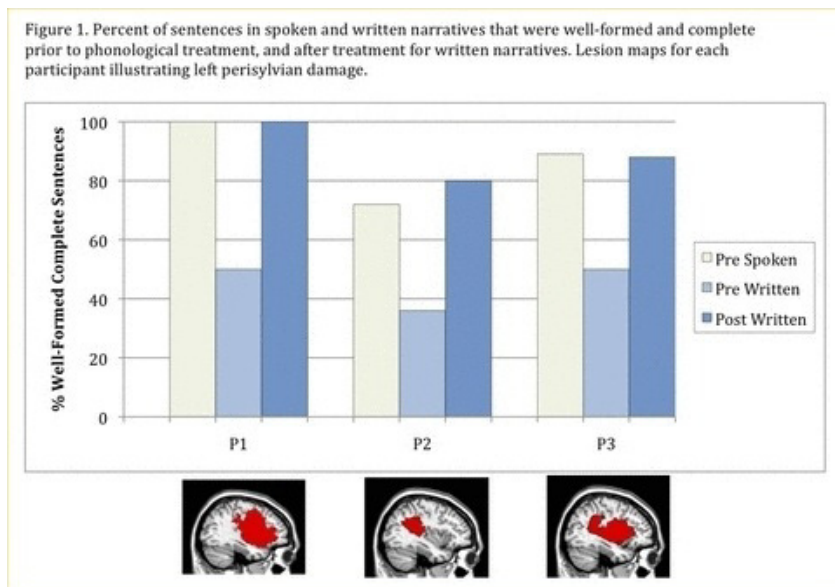 Figure 1. Percent of sentences in spoken and written narratives that were well-formed and complete
prior to phonological treatment, and after treatment for written narratives. Lesion maps for each
participant illustrating left perisylvian damage.
% Well-Formed Complete Sentences
100
80
60
40
20
0
P1
P2
P3
Pre Spoken
Pre Written
Post Written